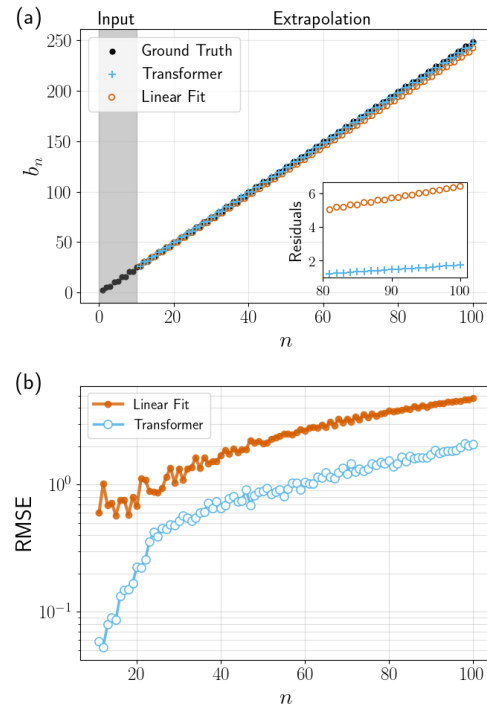 (a)
Input
Extrapolation
250
200
150
100
50
0
b_n
Ground Truth
Transformer
Linear Fit
Residuals
6
4
2
80
90
100
0
20
40
60
80
100
n
(b)
Linear Fit
Transformer
RMSE
10^0
10^{-1}
20
40
60
80
100
n